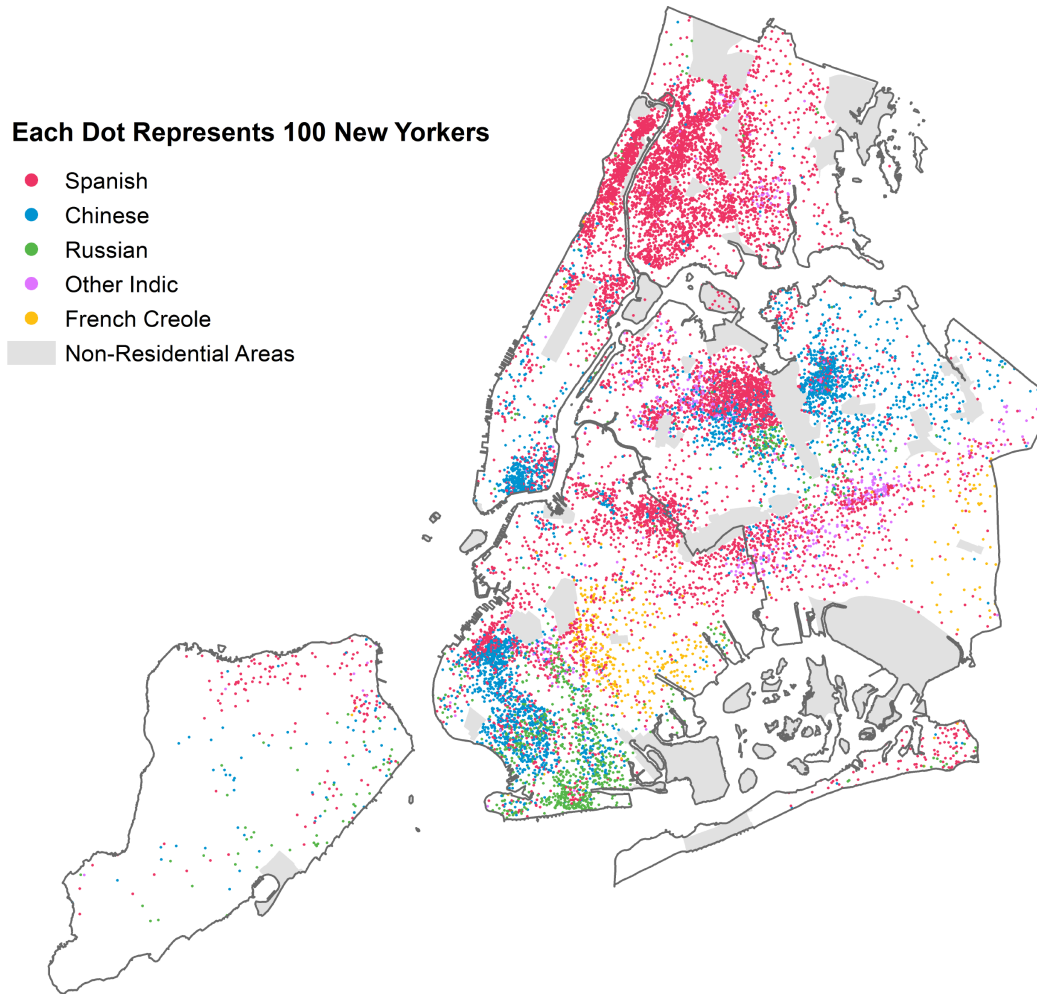 Each Dot Represents 100 New Yorkers
Spanish
Chinese
Russian
Other Indic
French Creole
Non-Residential Areas